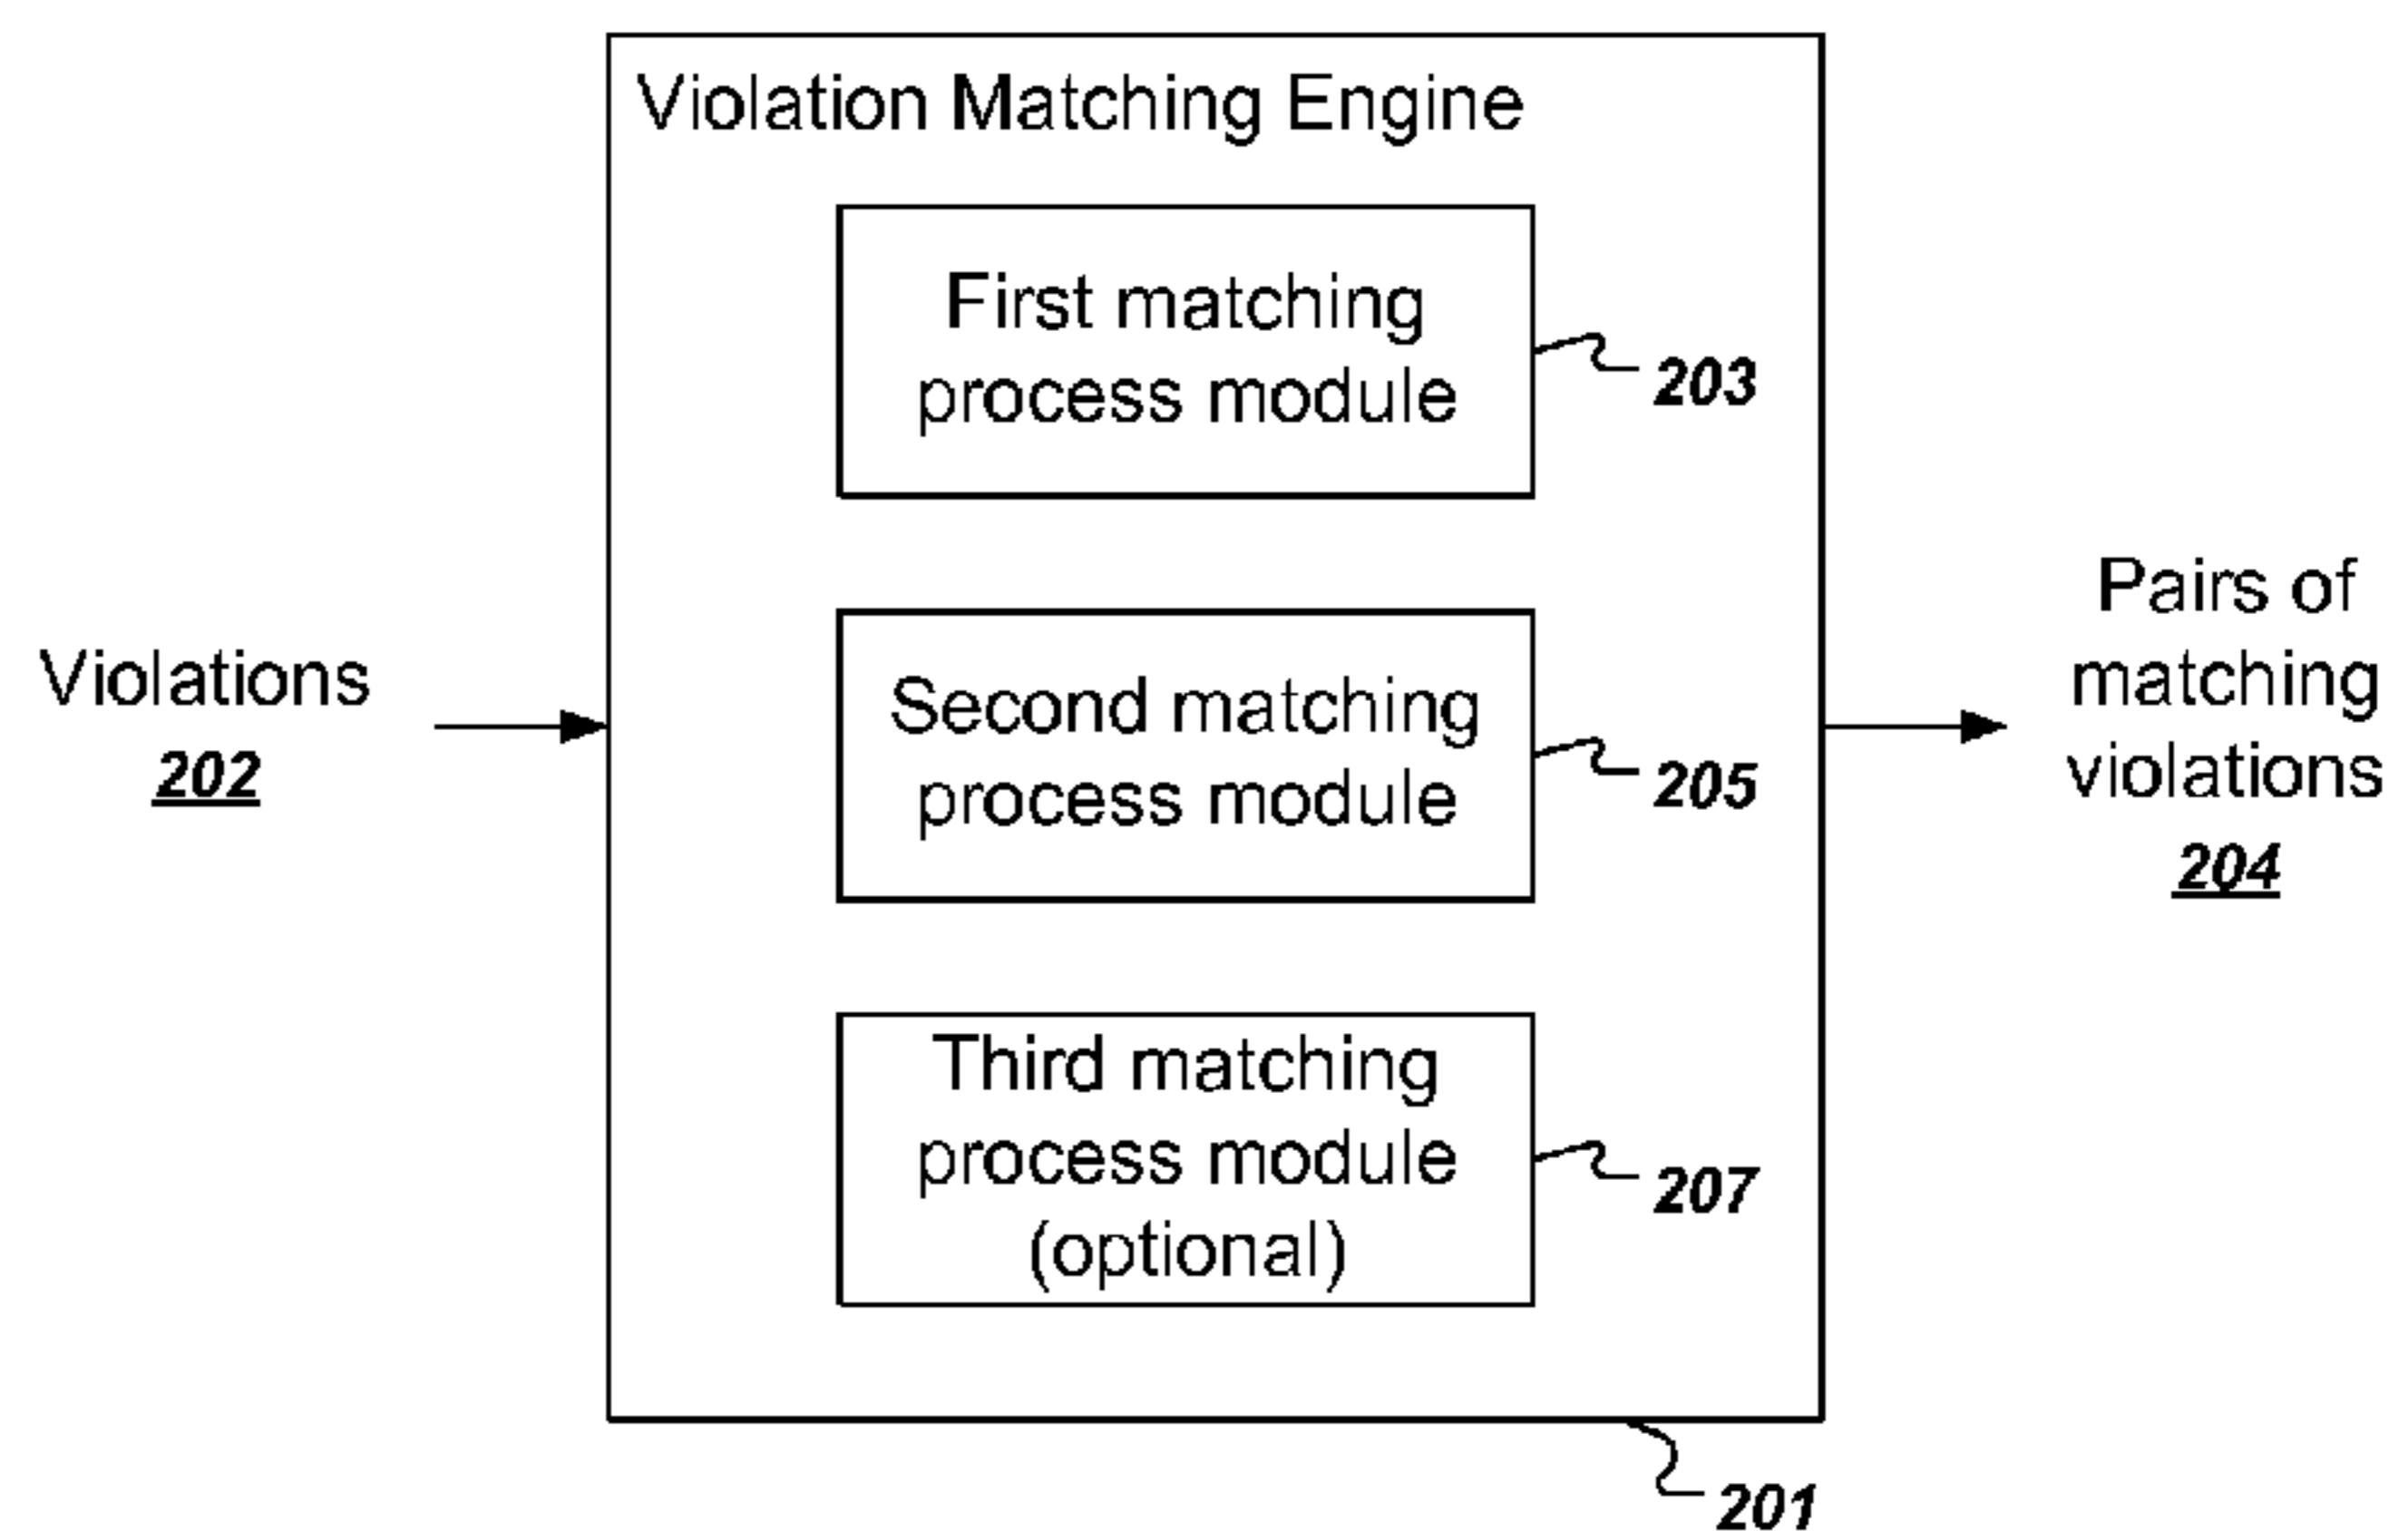 Violation Matching Engine
First matching
process module
203
Violations
202
Second matching
process module
205
Pairs of
matching
violations
204
Third matching
process module
(optional)
207
201